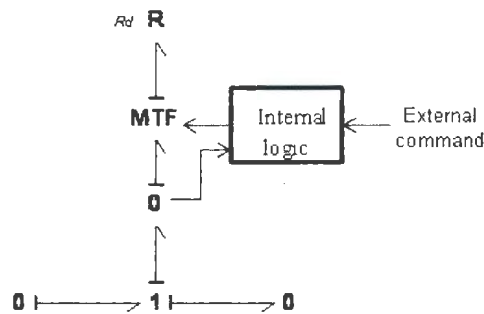 Rd R
MTF
Internal
logic
External
command
0
0 1 0